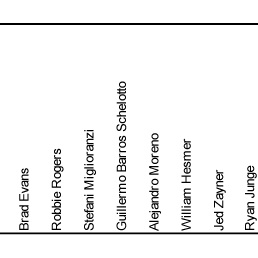 Brad Evans
Robbie Rogers
Stefani Miglioranzi
Guillermo Barros Schelotto
Alejandro Moreno
William Hesmer
Jed Zayner
Ryan Junge